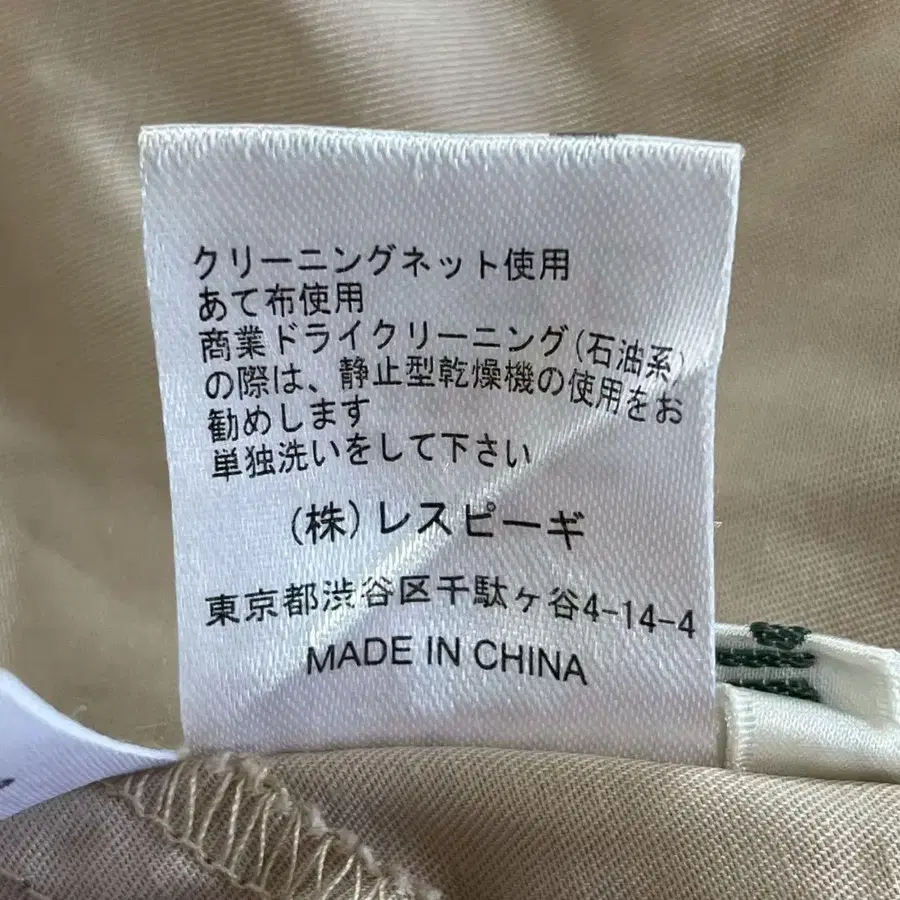 クリーニングネット使用
あて布使用
商業ドライクリーニング(石油系)
の際は、静止型乾燥機の使用をお
勧めします
単独洗いをして下さい
(株)レスピーギ
東京都渋谷区千駄ヶ谷4-14-4
MADE IN CHINA